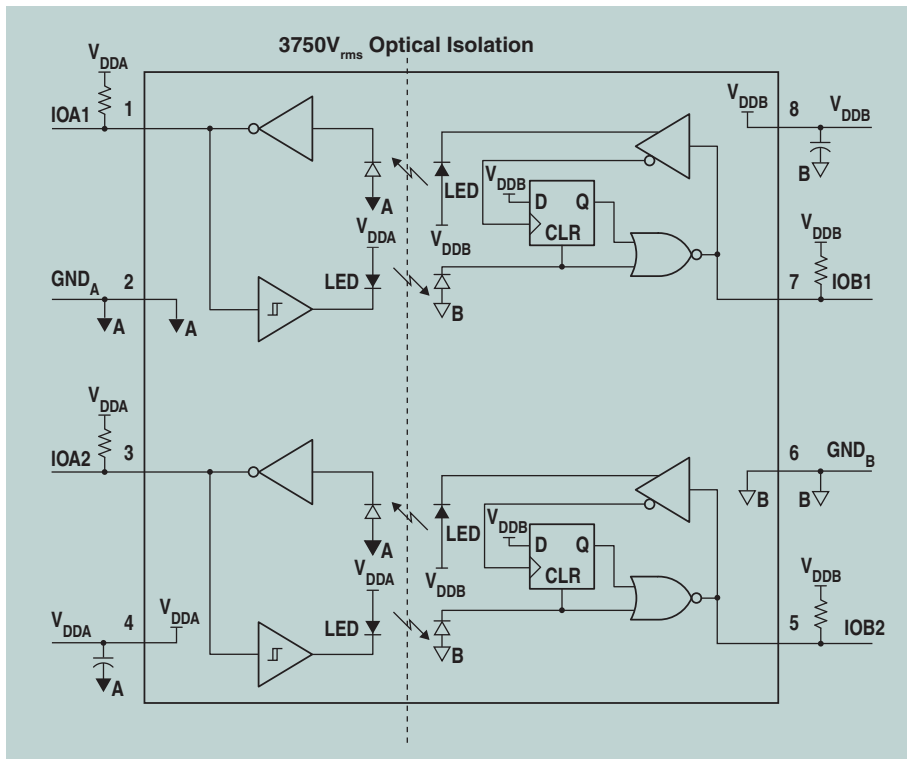 3750Vrms Optical Isolation
VDDA
1
IOA1
VDDB
8
VDDB
B
LED
VDDB
D
Q
CLR
A
VDDA
VDDB
VDDB
GNDA
2
LED
7
IOB1
A
A
B
VDDA
3
IOA2
6
GNDB
B
B
LED
VDDB
D
Q
CLR
A
VDDA
VDDB
VDDB
VDDA
4
VDDA
LED
5
IOB2
A
B